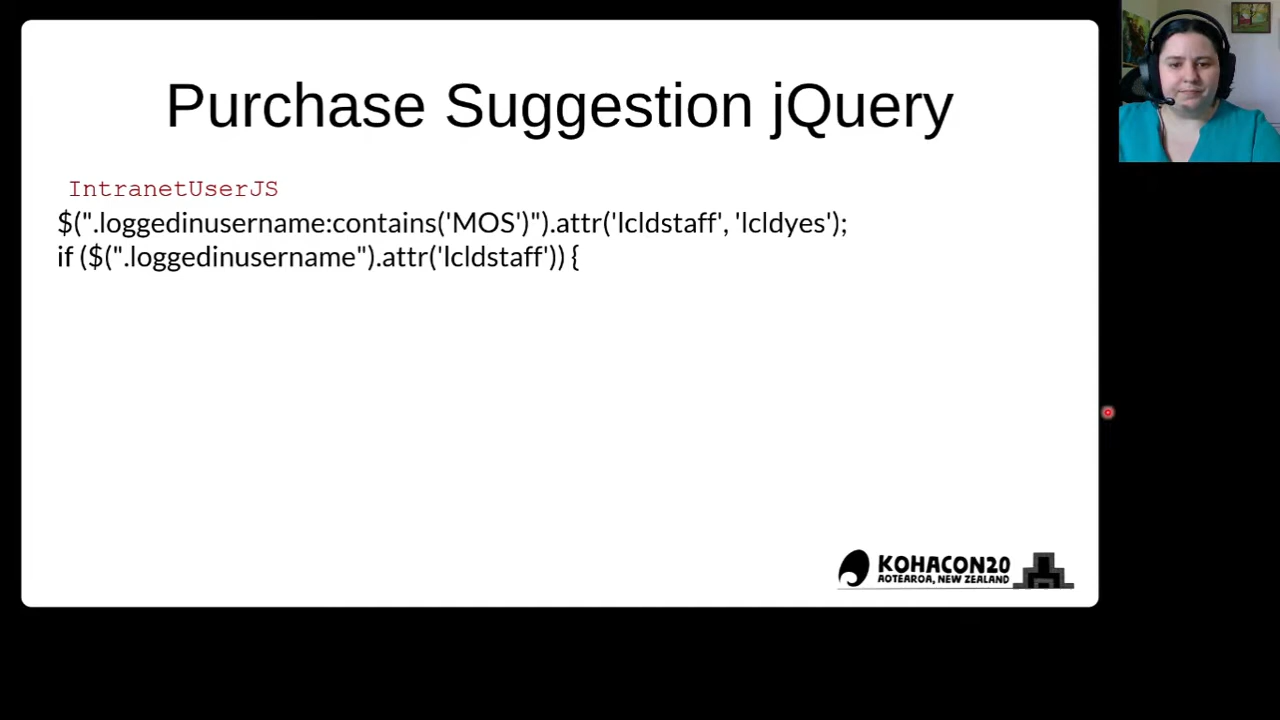 Purchase Suggestion jQuery
IntranetUserJS
$(".loggedinusername:contains('MOS')").attr('lcldstaff', 'lcldyes');
if ($(".loggedinusername").attr('lcldstaff')) {
KOHACON20
AOTEAROA, NEW ZEALAND